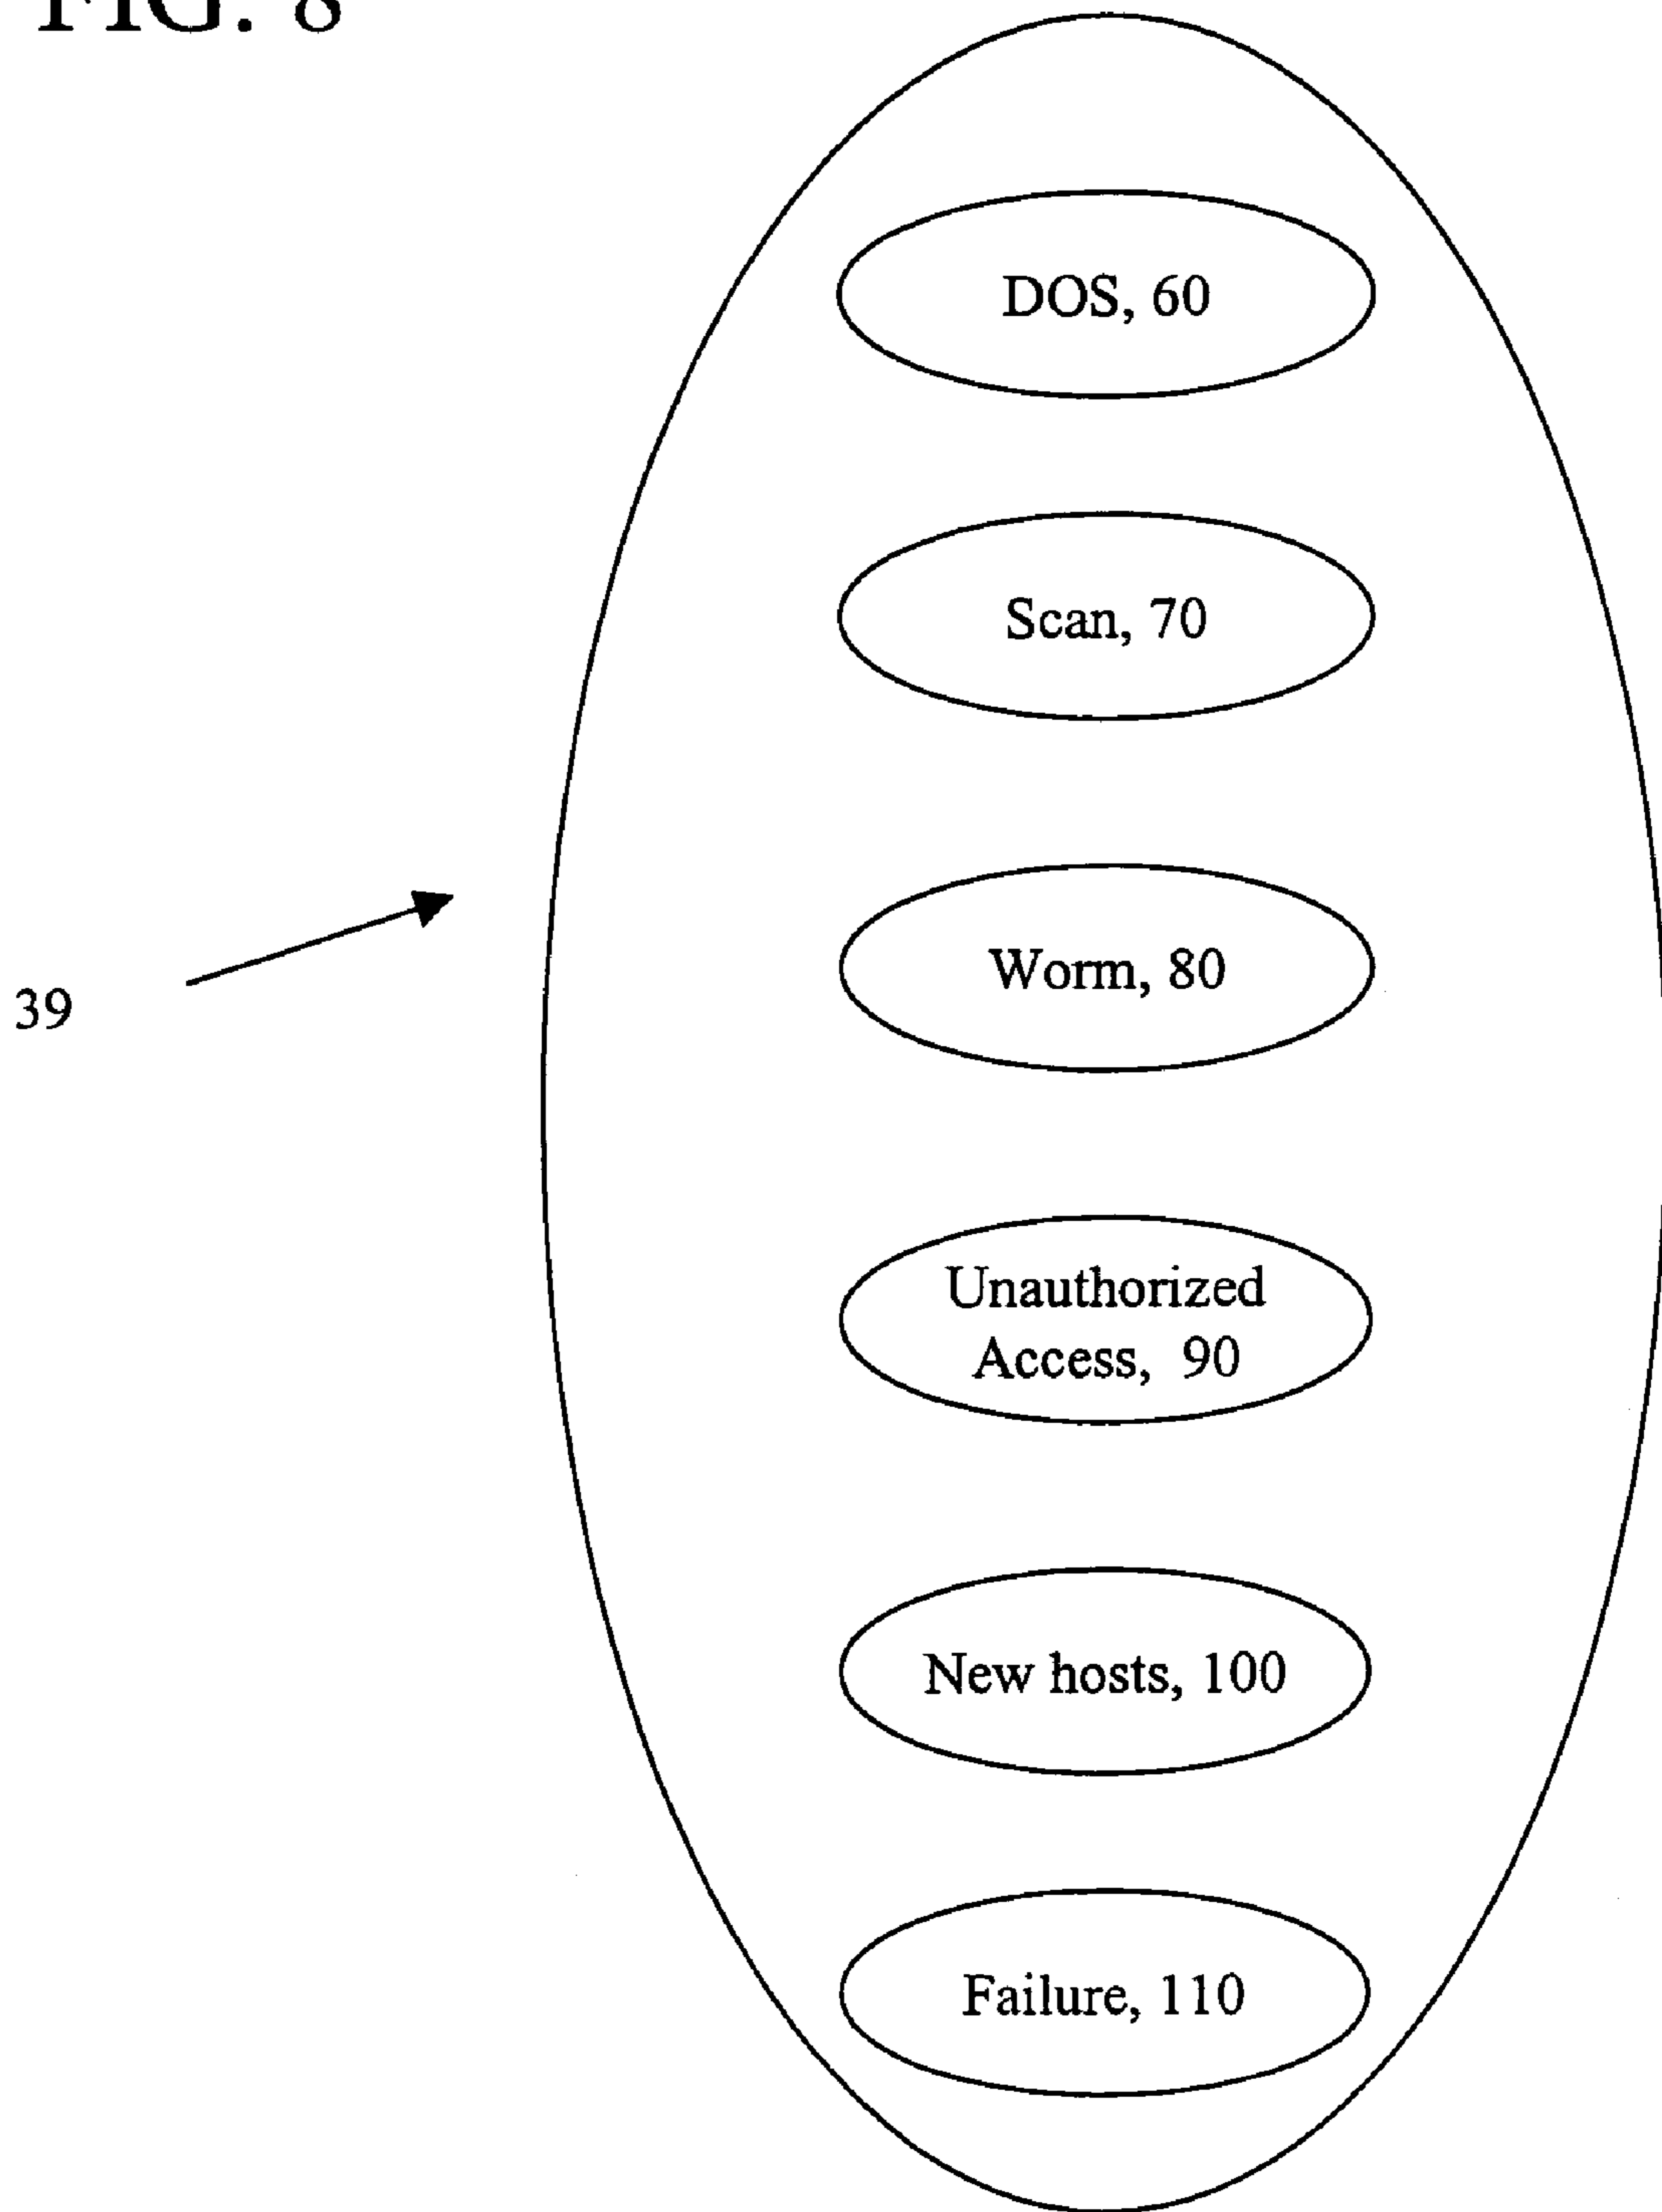 FIG. 8
DOS, 60
Scan, 70
Worm, 80
39
Unauthorized
Access, 90
New hosts, 100
Failure, 110